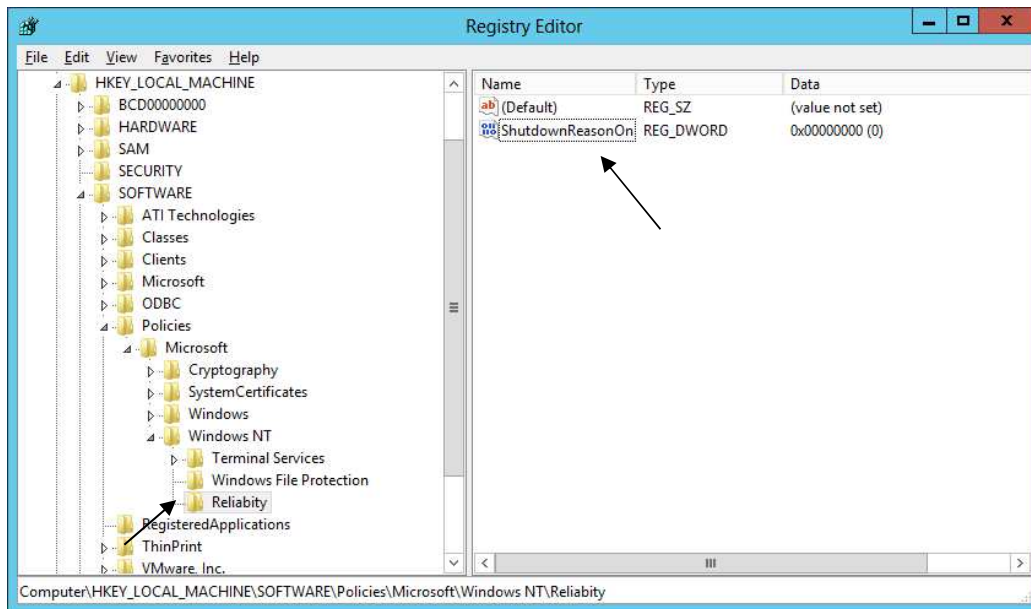 Registry Editor
File Edit View Favorites Help
HKEY_LOCAL_MACHINE
BCD00000000
HARDWARE
SAM
SECURITY
SOFTWARE
ATI Technologies
Classes
Clients
Microsoft
ODBC
Policies
Microsoft
Cryptography
SystemCertificates
Windows
Windows NT
Terminal Services
Windows File Protection
Reliabity
RegisteredApplications
ThinPrint
VMware, Inc.
Name Type Data
(Default) REG_SZ (value not set)
ShutdownReasonOn REG_DWORD 0x00000000 (0)
Computer\HKEY_LOCAL_MACHINE\SOFTWARE\Policies\Microsoft\Windows NT\Reliabity